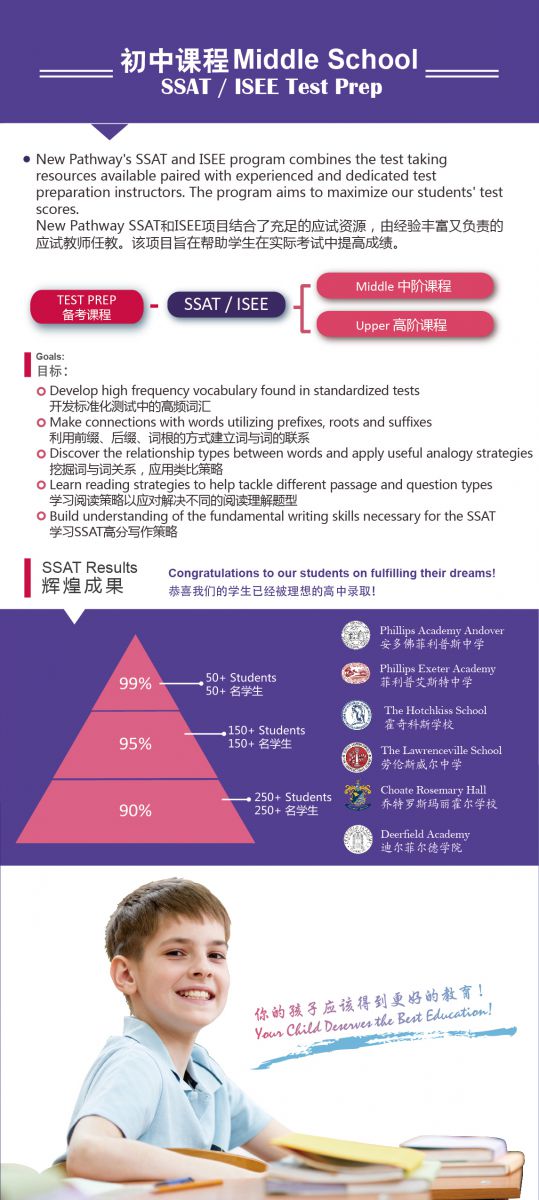 初中课程 Middle School
SSAT / ISEE Test Prep
New Pathway's SSAT and ISEE program combines the test taking
resources available paired with experienced and dedicated test
preparation instructors. The program aims to maximize our students' test
scores.
New Pathway SSAT和ISEE项目结合了充足的应试资源，由经验丰富又负责的
应试教师任教。该项目旨在帮助学生在实际考试中提高成绩。
TEST PREP
备考课程
SSAT / ISEE
Middle 中阶课程
Upper 高阶课程
Goals:
目标：
Develop high frequency vocabulary found in standardized tests
开发标准化测试中的高频词汇
Make connections with words utilizing prefixes, roots and suffixes
利用前缀、后缀、词根的方式建立词与词的联系
Discover the relationship types between words and apply useful analogy strategies
挖掘词与词关系，应用类比策略
Learn reading strategies to help tackle different passage and question types
学习阅读策略以应对解决不同的阅读理解题型
Build understanding of the fundamental writing skills necessary for the SSAT
学习SSAT高分写作策略
SSAT Results
辉煌成果
Congratulations to our students on fulfilling their dreams!
恭喜我们的学生已经被理想的高中录取！
99%
50+ Students
50+ 名学生
95%
150+ Students
150+ 名学生
90%
250+ Students
250+ 名学生
Phillips Academy Andover
安多佛菲利普斯中学
Phillips Exeter Academy
菲利普艾斯特中学
The Hotchkiss School
霍奇科斯学校
The Lawrenceville School
劳伦斯威尔中学
Choate Rosemary Hall
乔特罗斯玛丽霍尔学校
Deerfield Academy
迪尔菲尔德学院
你的孩子应该得到更好的教育！
Your Child Deserves the Best Education!